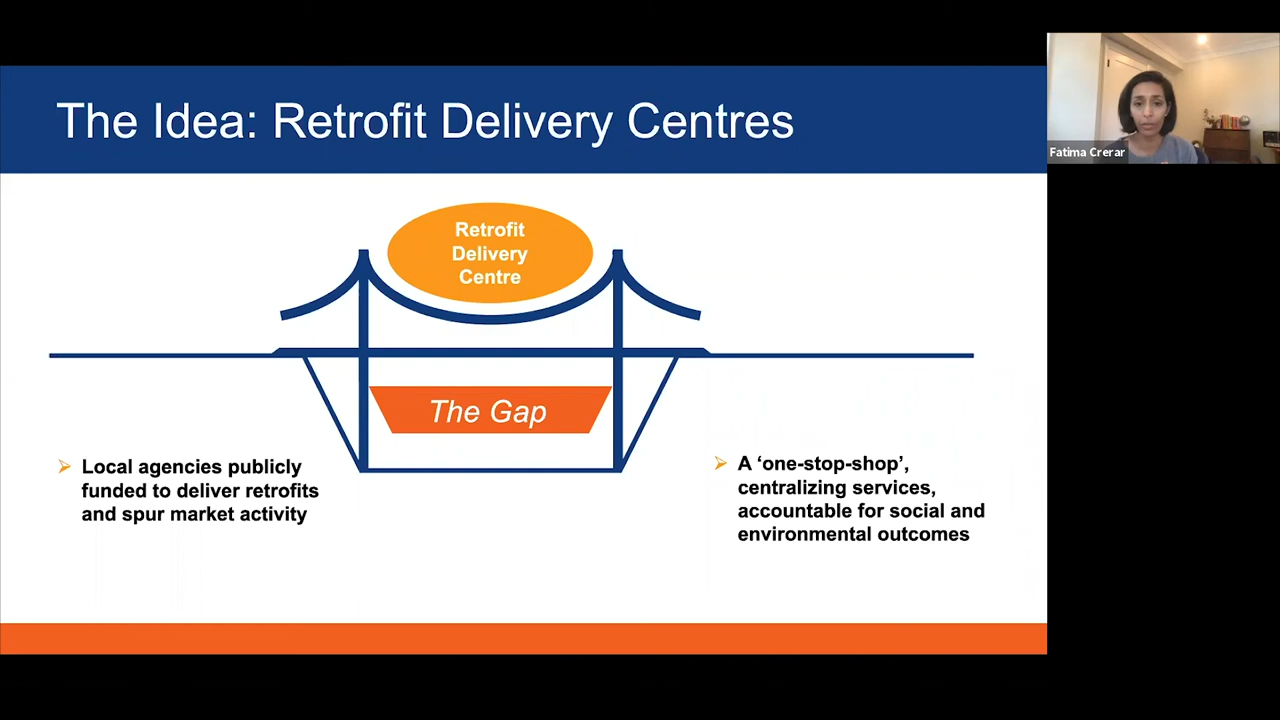 The Idea: Retrofit Delivery Centres
Fatima Crerar
Retrofit
Delivery
Centre
The Gap
Local agencies publicly
funded to deliver retrofits
and spur market activity
A ‘one-stop-shop’,
centralizing services,
accountable for social and
environmental outcomes